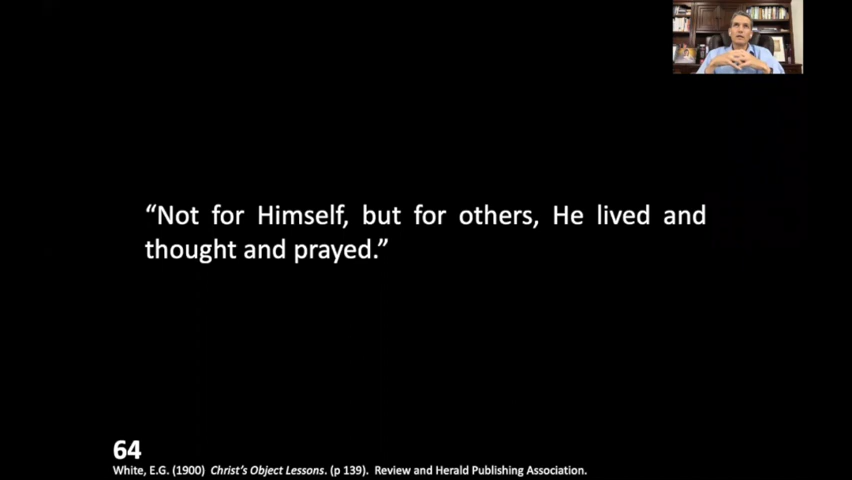 “Not for Himself, but for others, He lived and
thought and prayed.”
64
White, E.G. (1900) Christ’s Object Lessons. (p 139). Review and Herald Publishing Association.